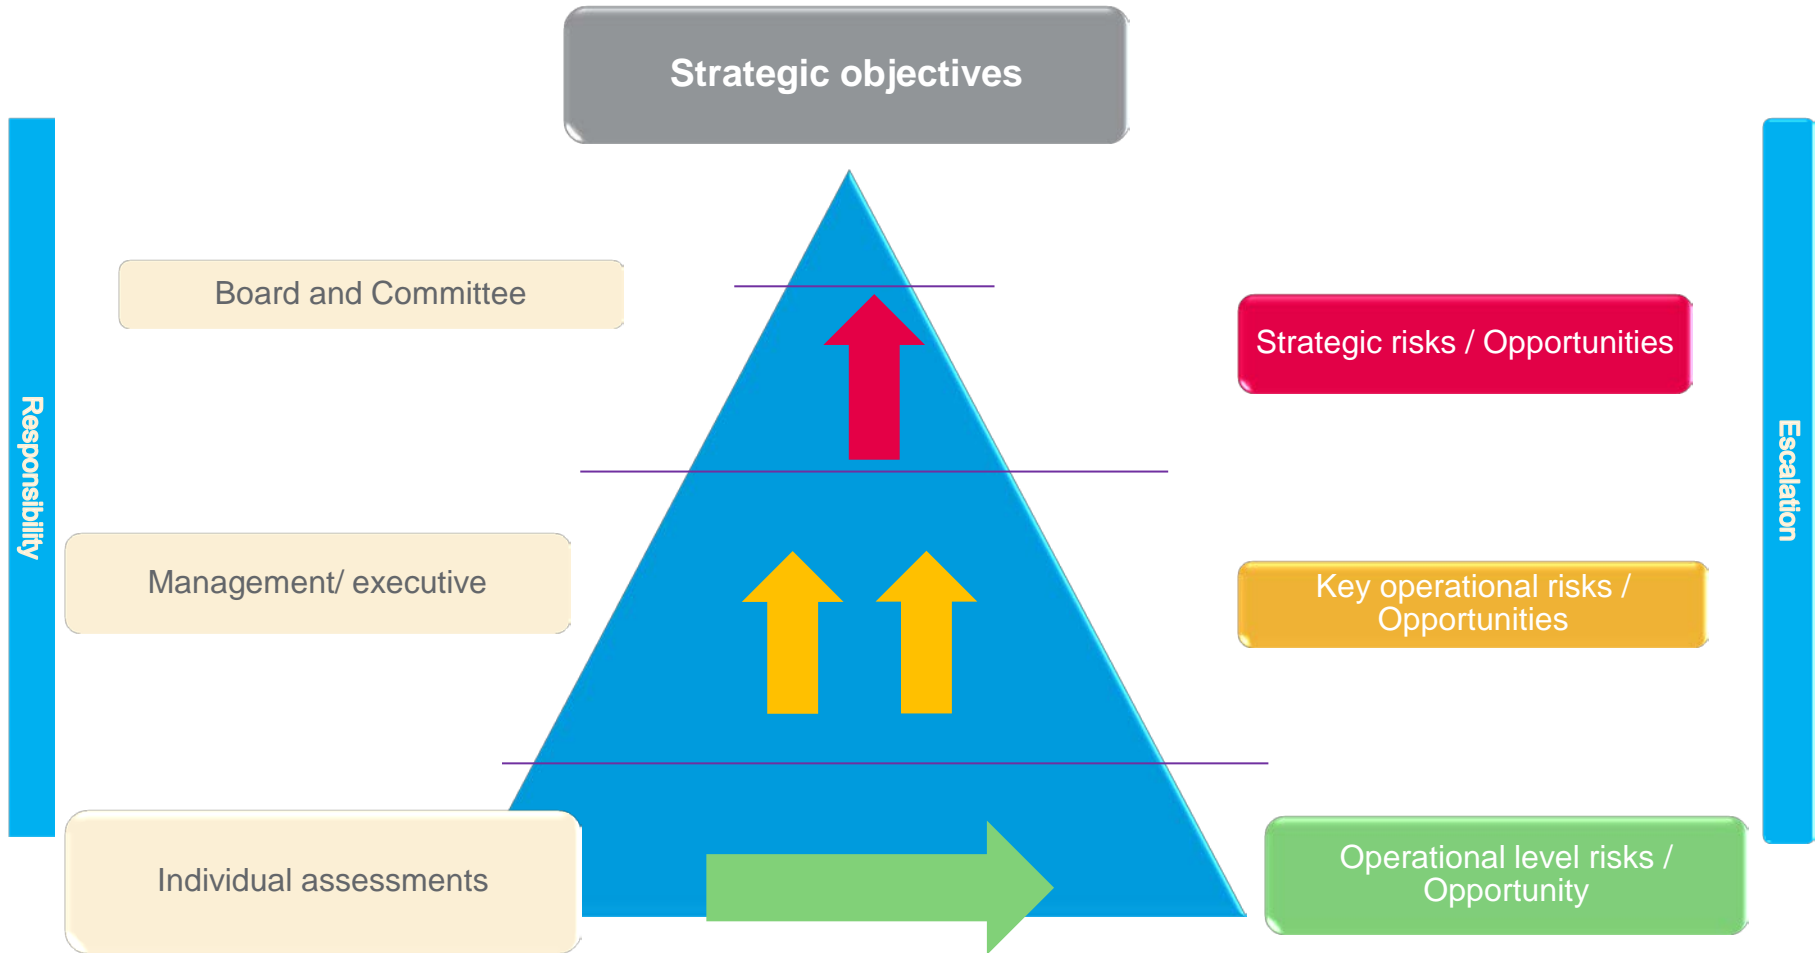 Strategic objectives
Board and Committee
Strategic risks / Opportunities
Responsibility
Escalation
Management/ executive
Key operational risks /
Opportunities
Individual assessments
Operational level risks /
Opportunity